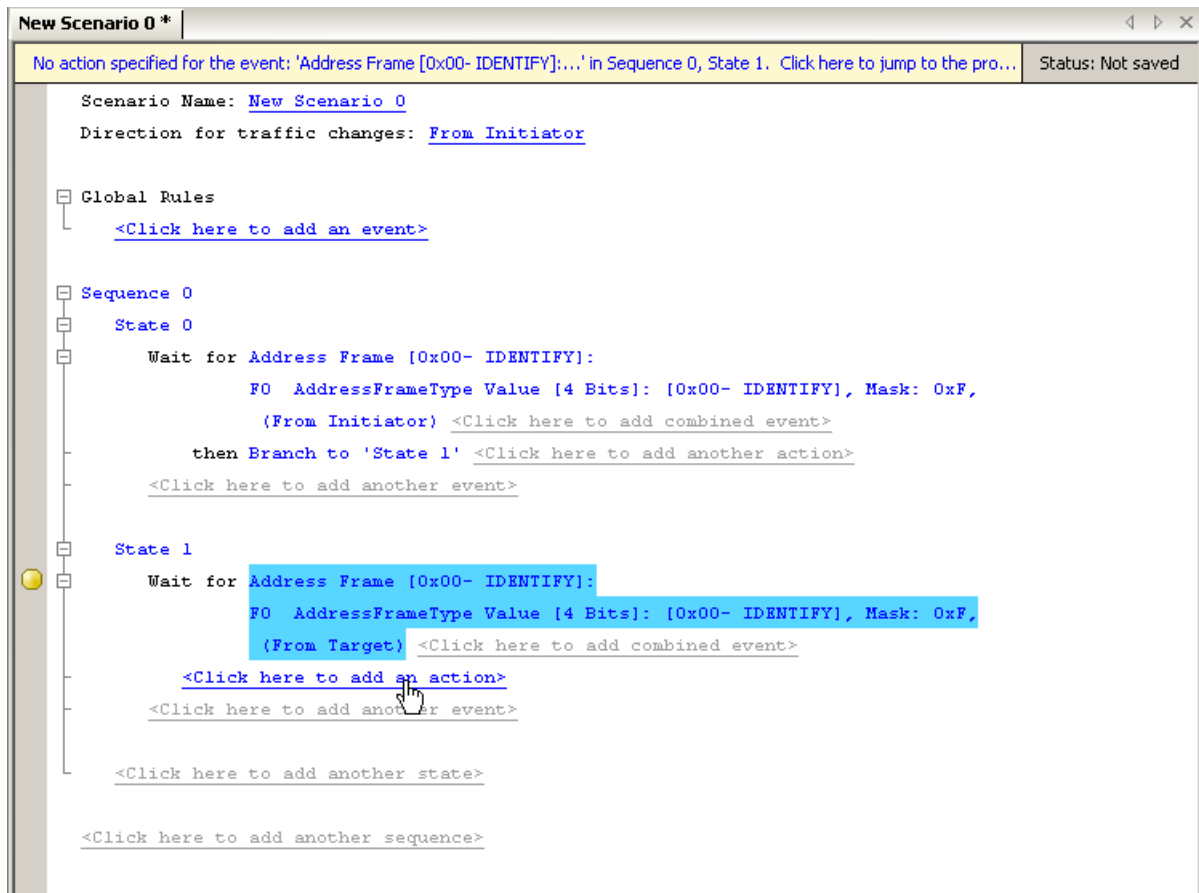 New Scenario 0 *
No action specified for the event: 'Address Frame [0x00- IDENTIFY]:...' in Sequence 0, State 1.  Click here to jump to the pro...
Status: Not saved
Scenario Name: New Scenario 0
Direction for traffic changes: From Initiator
Global Rules
<Click here to add an event>
Sequence 0
State 0
Wait for Address Frame [0x00- IDENTIFY]:
F0  AddressFrameType Value [4 Bits]: [0x00- IDENTIFY], Mask: 0xF,
(From Initiator) <Click here to add combined event>
then Branch to 'State 1' <Click here to add another action>
<Click here to add another event>
State 1
Wait for Address Frame [0x00- IDENTIFY]:
F0  AddressFrameType Value [4 Bits]: [0x00- IDENTIFY], Mask: 0xF,
(From Target) <Click here to add combined event>
<Click here to add an action>
<Click here to add another event>
<Click here to add another state>
<Click here to add another sequence>